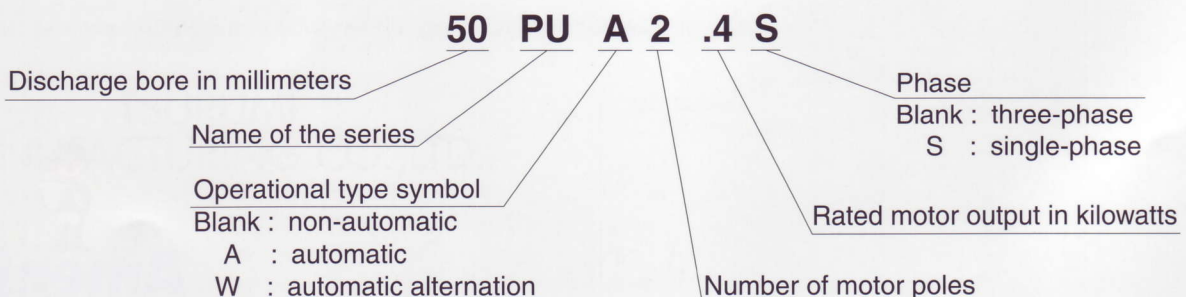 50 PU A 2 .4 S
Discharge bore in millimeters
Phase
Blank : three-phase
S : single-phase
Name of the series
Operational type symbol
Blank : non-automatic
A : automatic
W : automatic alternation
Rated motor output in kilowatts
Number of motor poles